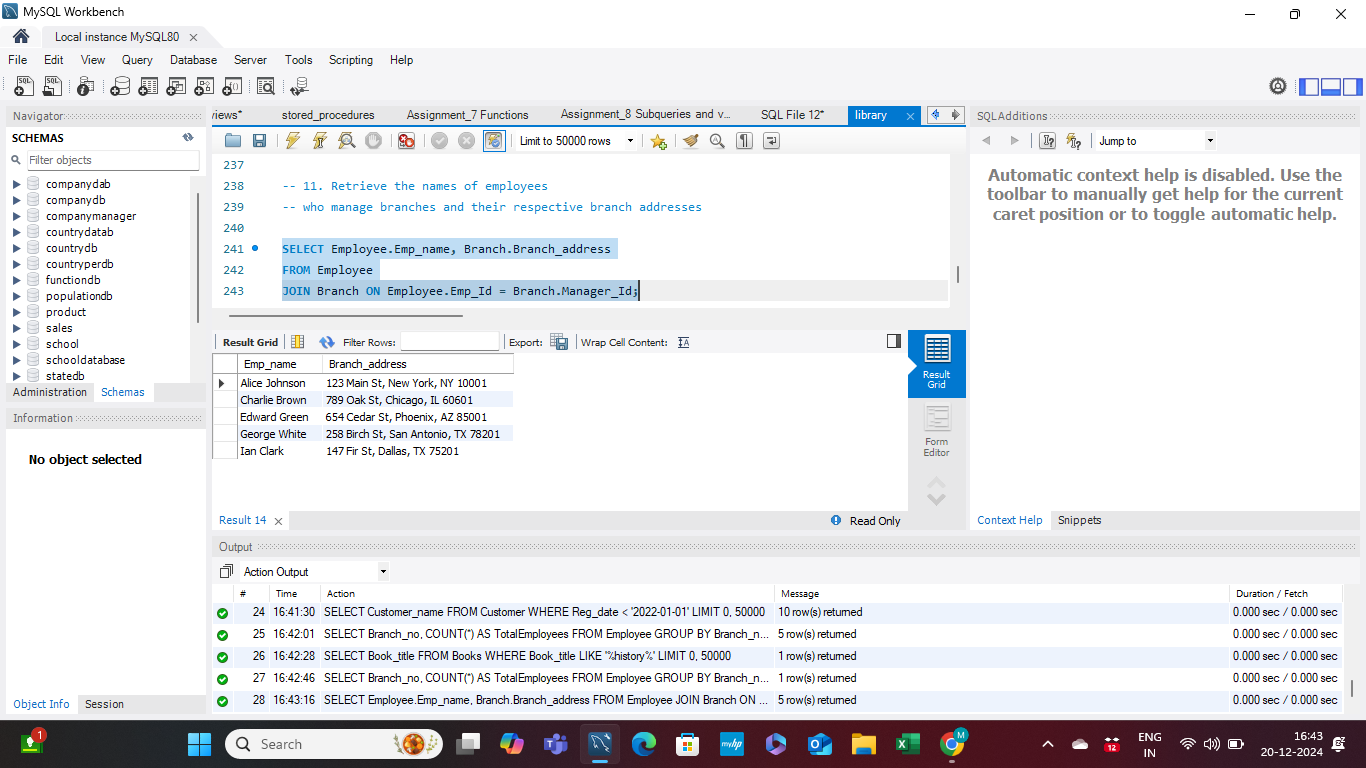 MySQL Workbench
Local instance MySQL80
File Edit View Query Database Server Tools Scripting Help
Navigator
SCHEMAS
Filter objects
companydab
companydb
companymanager
countrydatab
countrydb
countryperdb
functiondb
populationdb
product
sales
school
schooldatabase
statedb
Administration Schemas
Information
No object selected
Object Info Session
views* stored_procedures Assignment_7 Functions Assignment_8 Subqueries and v... SQL File 12* library
Limit to 50000 rows
237
238 -- 11. Retrieve the names of employees
239 -- who manage branches and their respective branch addresses
240
241 SELECT Employee.Emp_name, Branch.Branch_address
242 FROM Employee
243 JOIN Branch ON Employee.Emp_Id = Branch.Manager_Id;
Result Grid Filter Rows: Export: Wrap Cell Content:
Emp_name Branch_address
Alice Johnson 123 Main St, New York, NY 10001
Charlie Brown 789 Oak St, Chicago, IL 60601
Edward Green 654 Cedar St, Phoenix, AZ 85001
George White 258 Birch St, San Antonio, TX 78201
Ian Clark 147 Fir St, Dallas, TX 75201
Result Grid
Form Editor
Result 14 Read Only
SQLAdditions
Jump to
Automatic context help is disabled. Use the
toolbar to manually get help for the current
caret position or to toggle automatic help.
Context Help Snippets
Output
Action Output
# Time Action Message Duration / Fetch
24 16:41:30 SELECT Customer_name FROM Customer WHERE Reg_date < '2022-01-01' LIMIT 0, 50000 10 row(s) returned 0.000 sec / 0.000 sec
25 16:42:01 SELECT Branch_no, COUNT(*) AS TotalEmployees FROM Employee GROUP BY Branch_n... 5 row(s) returned 0.000 sec / 0.000 sec
26 16:42:28 SELECT Book_title FROM Books WHERE Book_title LIKE '%history%' LIMIT 0, 50000 1 row(s) returned 0.000 sec / 0.000 sec
27 16:42:46 SELECT Branch_no, COUNT(*) AS TotalEmployees FROM Employee GROUP BY Branch_n... 1 row(s) returned 0.000 sec / 0.000 sec
28 16:43:16 SELECT Employee.Emp_name, Branch.Branch_address FROM Employee JOIN Branch ON ... 5 row(s) returned 0.000 sec / 0.000 sec
1
Search
myhp
M
12
ENG
IN
16:43
20-12-2024